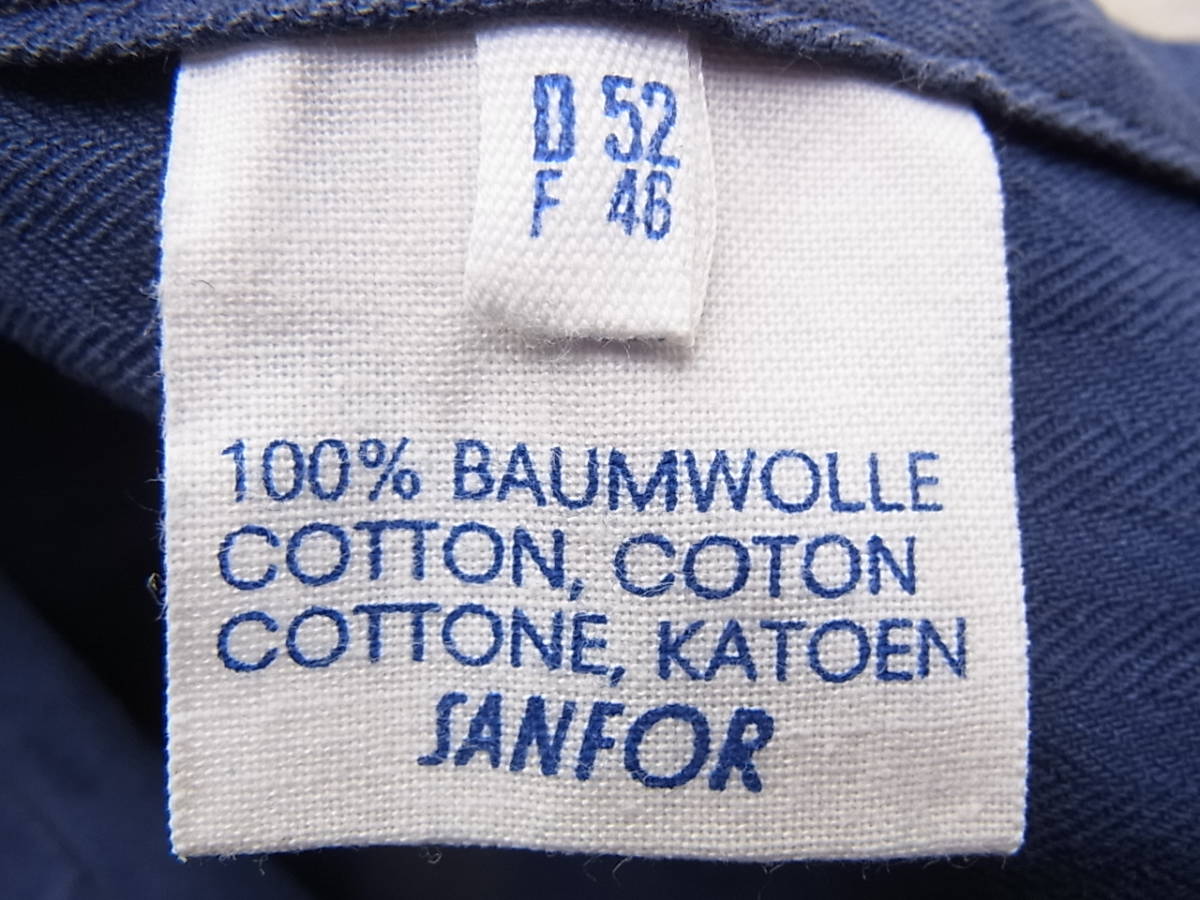 D 52
F 46
100% BAUMWOLLE
COTTON, COTON
COTTONE, KATOEN
SANFOR